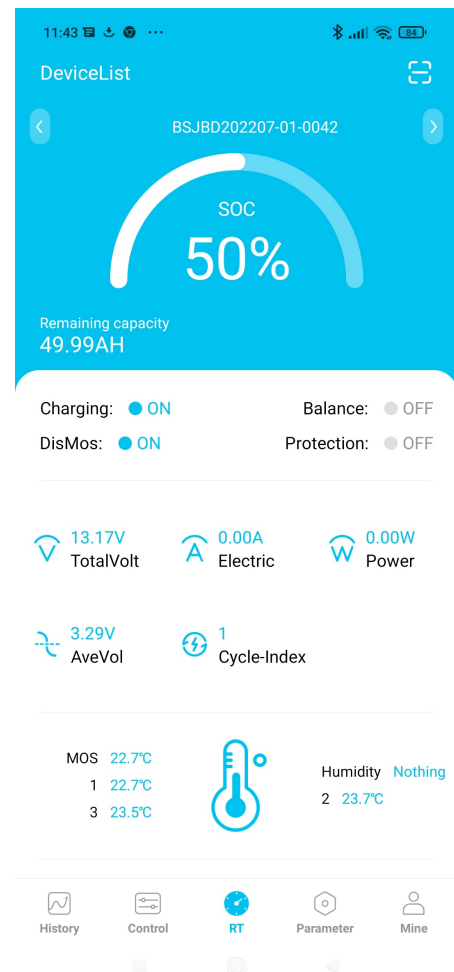 11:43 84
DeviceList
BSJBD202207-01-0042
SOC
50%
Remaining capacity
49.99AH
Charging: ON Balance: OFF
DisMos: ON Protection: OFF
13.17V 0.00A 0.00W
V TotalVolt A Electric W Power
3.29V 1
AveVol Cycle-Index
MOS 22.7℃
1 22.7℃
3 23.5℃
Humidity Nothing
2 23.7℃
History Control RT Parameter Mine